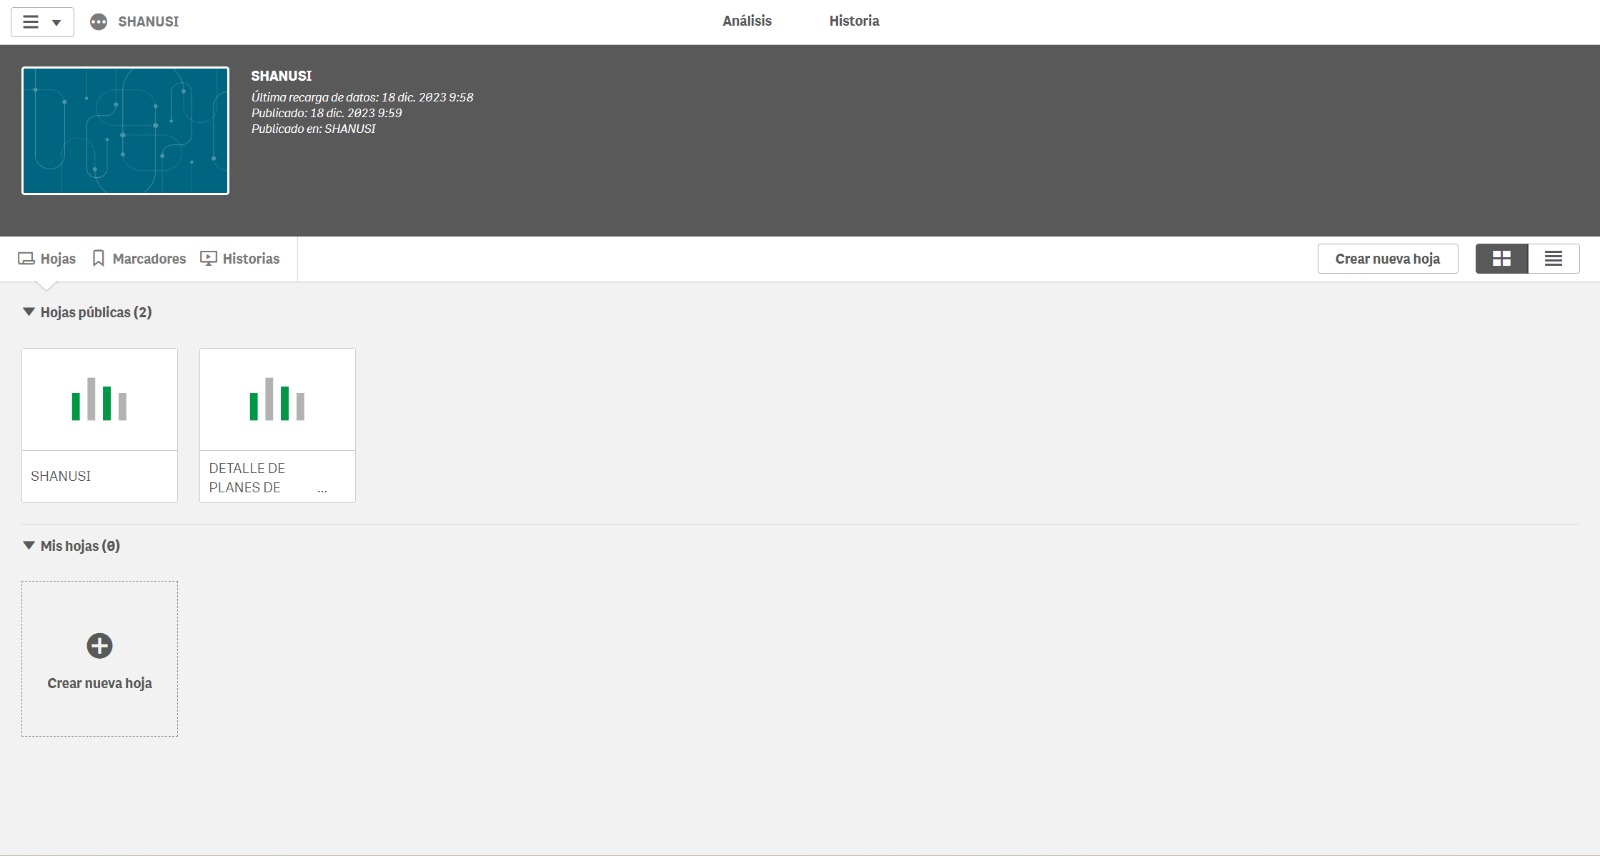 SHANUSI
Análisis
Historia
SHANUSI
Última recarga de datos: 18 dic. 2023 9:58
Publicado: 18 dic. 2023 9:59
Publicado en: SHANUSI
Hojas
Marcadores
Historias
Crear nueva hoja
Hojas públicas (2)
SHANUSI
DETALLE DE
PLANES DE ...
Mis hojas (0)
Crear nueva hoja